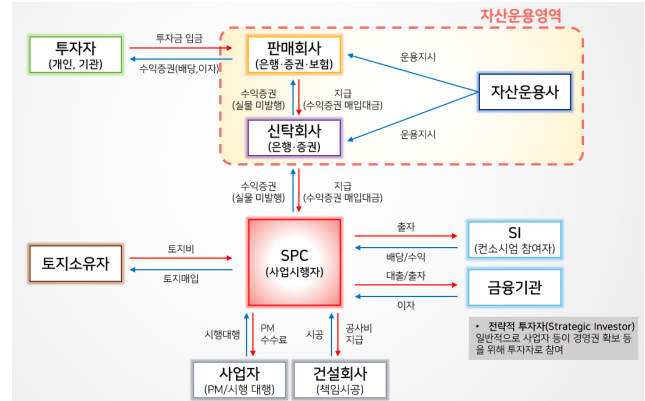 자산운용영역
투자자
(개인, 기관)
투자금 입금
수익증권(배당,이자)
판매회사
(은행·증권·보험)
운용지시
자산운용사
수익증권
(실물 미발행)
지급
(수익증권 매입대금)
신탁회사
(은행·증권)
운용지시
수익증권
(실물 미발행)
지급
(수익증권 매입대금)
토지소유자
토지비
토지매입
SPC
(사업시행자)
출자
배당/수익
SI
(컨소시엄 참여자)
대출/출자
이자
금융기관
시행대행
PM
수수료
시공
공사비
지급
• 전략적 투자자(Strategic Investor)
일반적으로 사업자 등이 경영권 확보 등
을 위해 투자자로 참여
사업자
(PM/시행 대행)
건설회사
(책임시공)